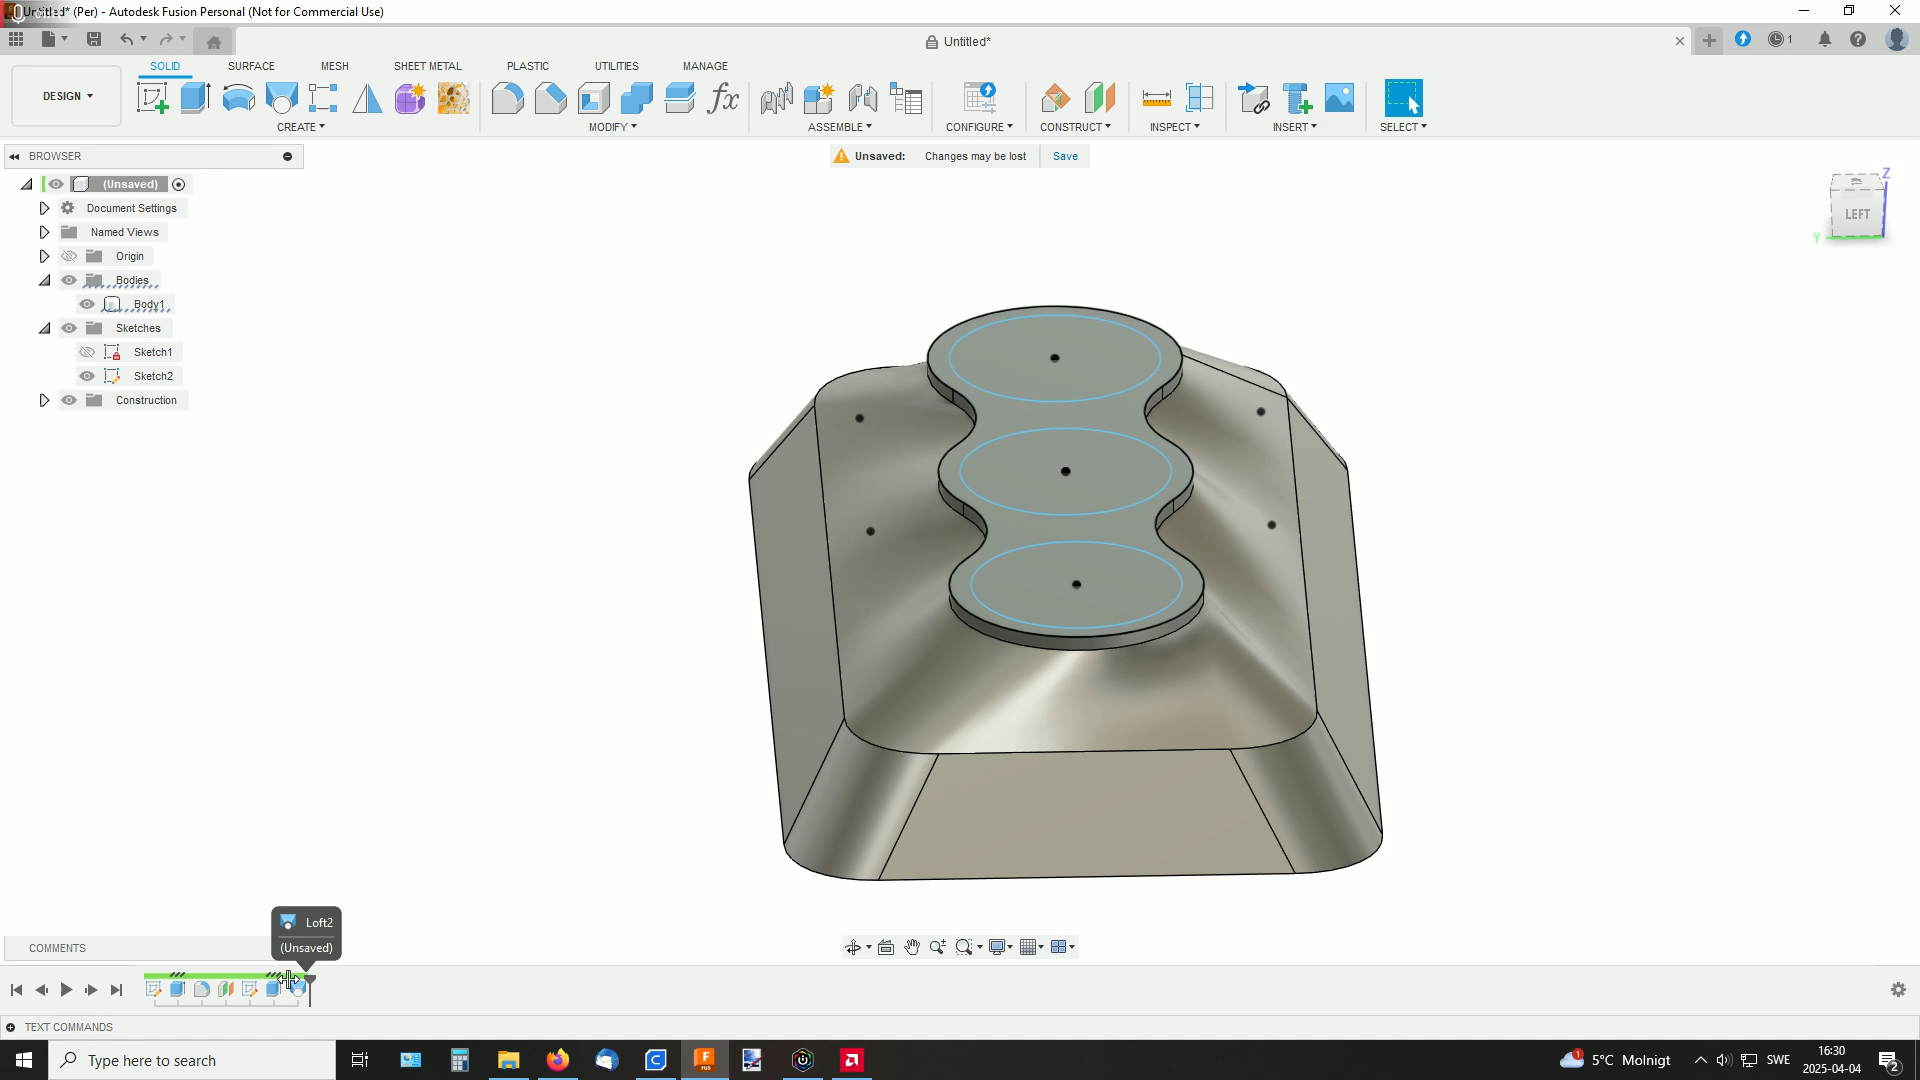 Untitled* (Per) - Autodesk Fusion Personal (Not for Commercial Use)
Untitled*
1
DESIGN
SOLID
SURFACE
MESH
SHEET METAL
PLASTIC
UTILITIES
MANAGE
CREATE
MODIFY
ASSEMBLE
CONFIGURE
CONSTRUCT
INSPECT
INSERT
SELECT
BROWSER
Unsaved: Changes may be lost Save
(Unsaved)
Document Settings
Named Views
Origin
Bodies
Body1
Sketches
Sketch1
Sketch2
Construction
Z
LEFT
Y
Loft2
(Unsaved)
COMMENTS
TEXT COMMANDS
Type here to search
5°C Molnigt
SWE
16:30
2025-04-04
2